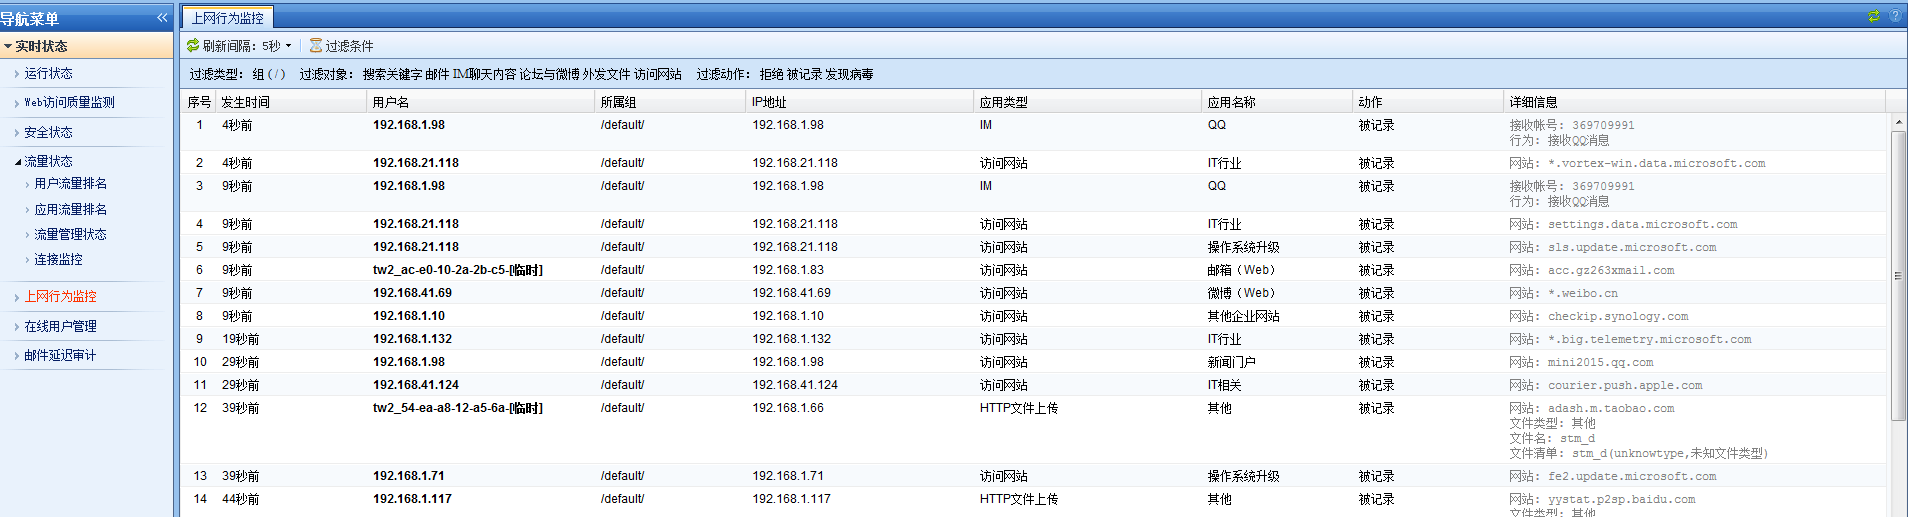 导航菜单
上网行为监控
实时状态
刷新间隔：5秒 过滤条件
运行状态
过滤类型： 组 (/) 过滤对象： 搜索关键字 邮件 IM聊天内容 论坛与微博 外发文件 访问网站 过滤动作： 拒绝 被记录 发现病毒
Web访问质量监测
安全状态
流量状态
用户流量排名
应用流量排名
流量管理状态
连接监控
上网行为监控
在线用户管理
邮件延迟审计
序号 发生时间 用户名 所属组 IP地址 应用类型 应用名称 动作 详细信息
1 4秒前 192.168.1.98 /default/ 192.168.1.98 IM QQ 被记录 接收帐号: 369709991
行为: 接收QQ消息
2 4秒前 192.168.21.118 /default/ 192.168.21.118 访问网站 IT行业 被记录 网站: *.vortex-win.data.microsoft.com
3 9秒前 192.168.1.98 /default/ 192.168.1.98 IM QQ 被记录 接收帐号: 369709991
行为: 接收QQ消息
4 9秒前 192.168.21.118 /default/ 192.168.21.118 访问网站 IT行业 被记录 网站: settings.data.microsoft.com
5 9秒前 192.168.21.118 /default/ 192.168.21.118 访问网站 操作系统升级 被记录 网站: sls.update.microsoft.com
6 9秒前 tw2_ac-e0-10-2a-2b-c5-[临时] /default/ 192.168.1.83 访问网站 邮箱（Web） 被记录 网站: acc.gz263xmail.com
7 9秒前 192.168.41.69 /default/ 192.168.41.69 访问网站 微博（Web） 被记录 网站: *.weibo.cn
8 9秒前 192.168.1.10 /default/ 192.168.1.10 访问网站 其他企业网站 被记录 网站: checkip.synology.com
9 19秒前 192.168.1.132 /default/ 192.168.1.132 访问网站 IT行业 被记录 网站: *.big.telemetry.microsoft.com
10 29秒前 192.168.1.98 /default/ 192.168.1.98 访问网站 新闻门户 被记录 网站: mini2015.qq.com
11 29秒前 192.168.41.124 /default/ 192.168.41.124 访问网站 IT相关 被记录 网站: courier.push.apple.com
12 39秒前 tw2_54-ea-a8-12-a5-6a-[临时] /default/ 192.168.1.66 HTTP文件上传 其他 被记录 网站: adash.m.taobao.com
文件类型: 其他
文件名: stm_d
文件清单: stm_d(unknowtype,未知文件类型)
13 39秒前 192.168.1.71 /default/ 192.168.1.71 访问网站 操作系统升级 被记录 网站: fe2.update.microsoft.com
14 44秒前 192.168.1.117 /default/ 192.168.1.117 HTTP文件上传 其他 被记录 网站: yystat.p2sp.baidu.com
文件类型: 其他